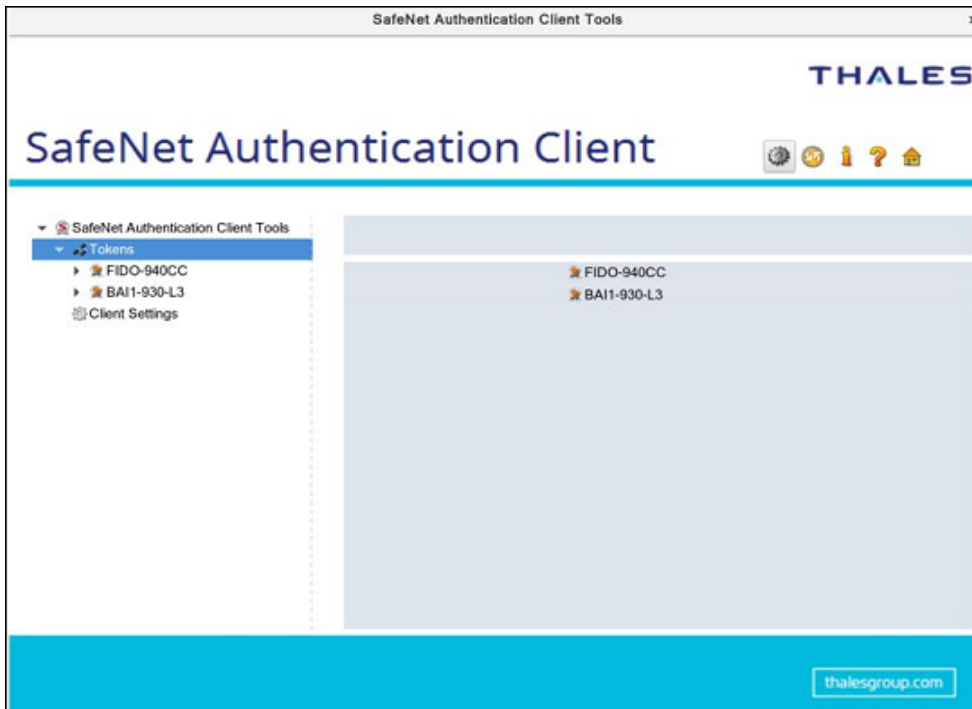 SafeNet Authentication Client Tools
THALES
SafeNet Authentication Client
SafeNet Authentication Client Tools
Tokens
FIDO-940CC
BAI1-930-L3
Client Settings
FIDO-940CC
BAI1-930-L3
thalesgroup.com